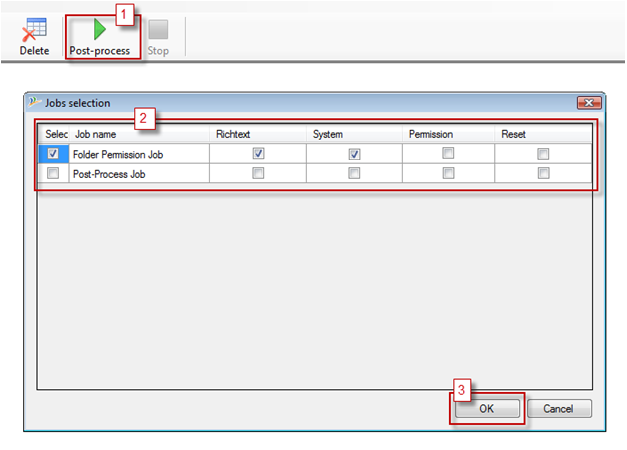 1
Delete Post-process Stop
Jobs selection
2
Selec Job name Richtext System Permission Reset
Folder Permission Job
Post-Process Job
3
OK Cancel